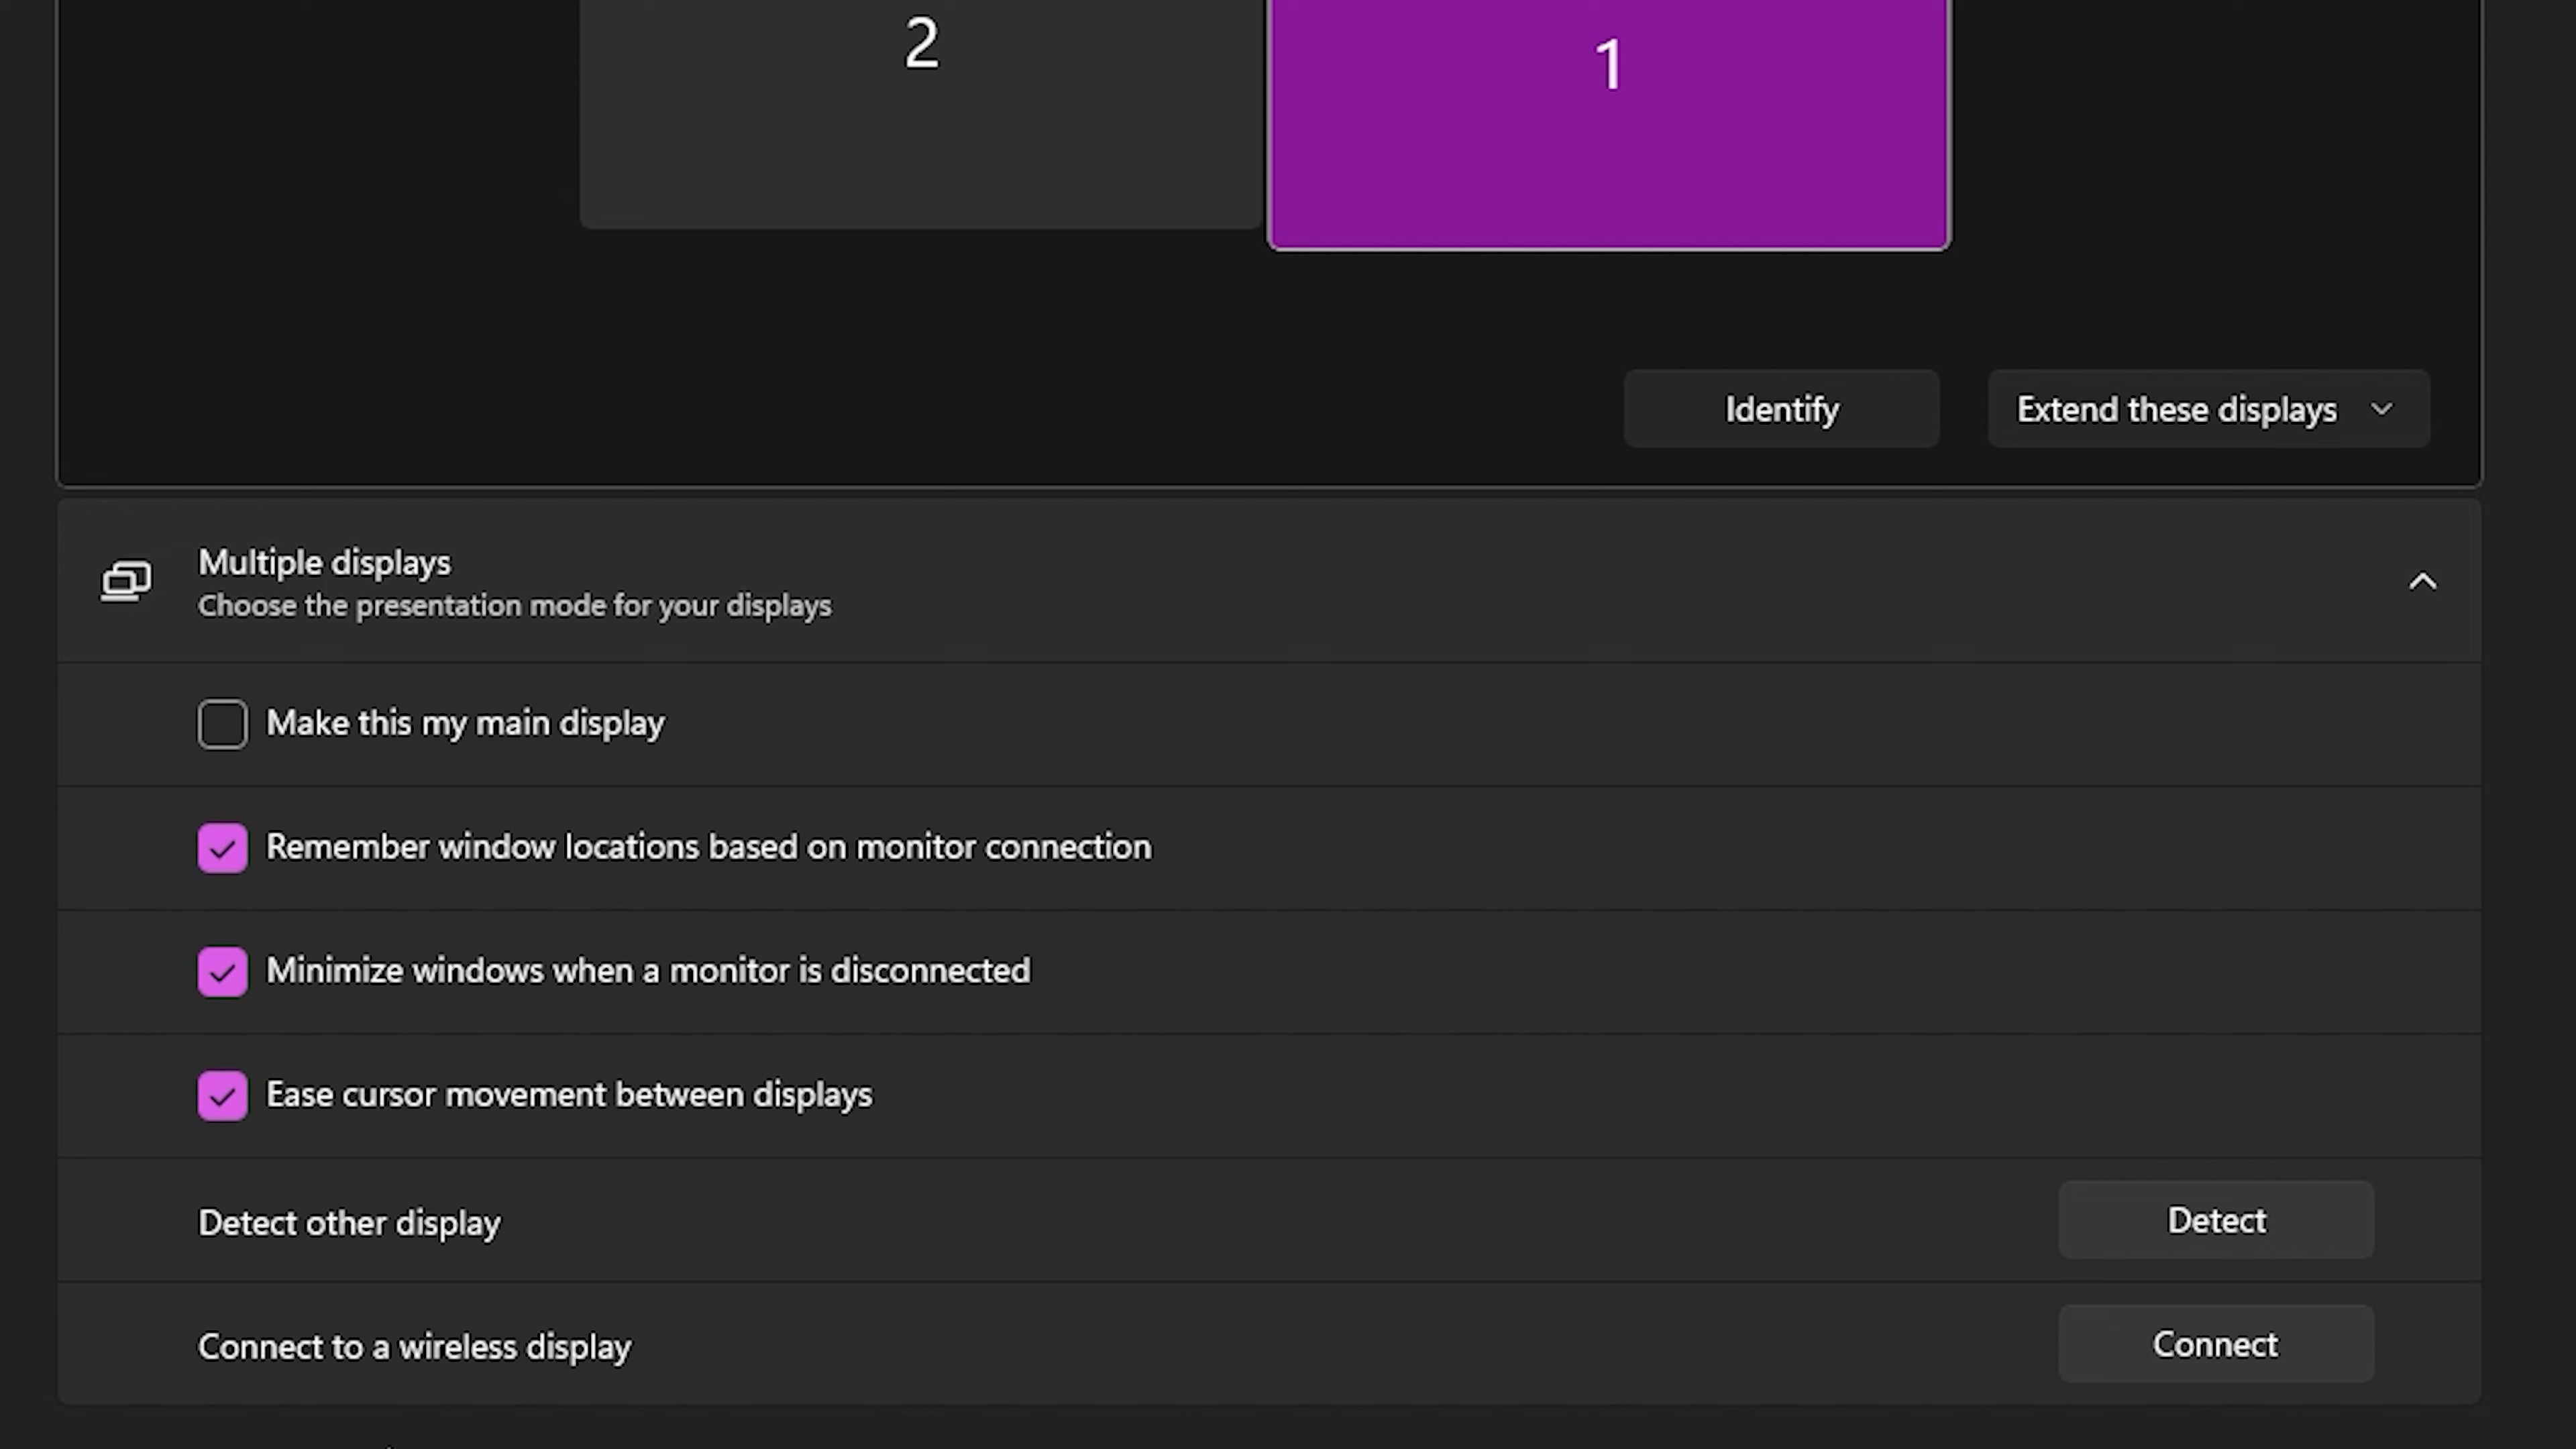 2
1
Identify
Extend these displays
Multiple displays
Choose the presentation mode for your displays
Make this my main display
Remember window locations based on monitor connection
Minimize windows when a monitor is disconnected
Ease cursor movement between displays
Detect other display
Detect
Connect to a wireless display
Connect